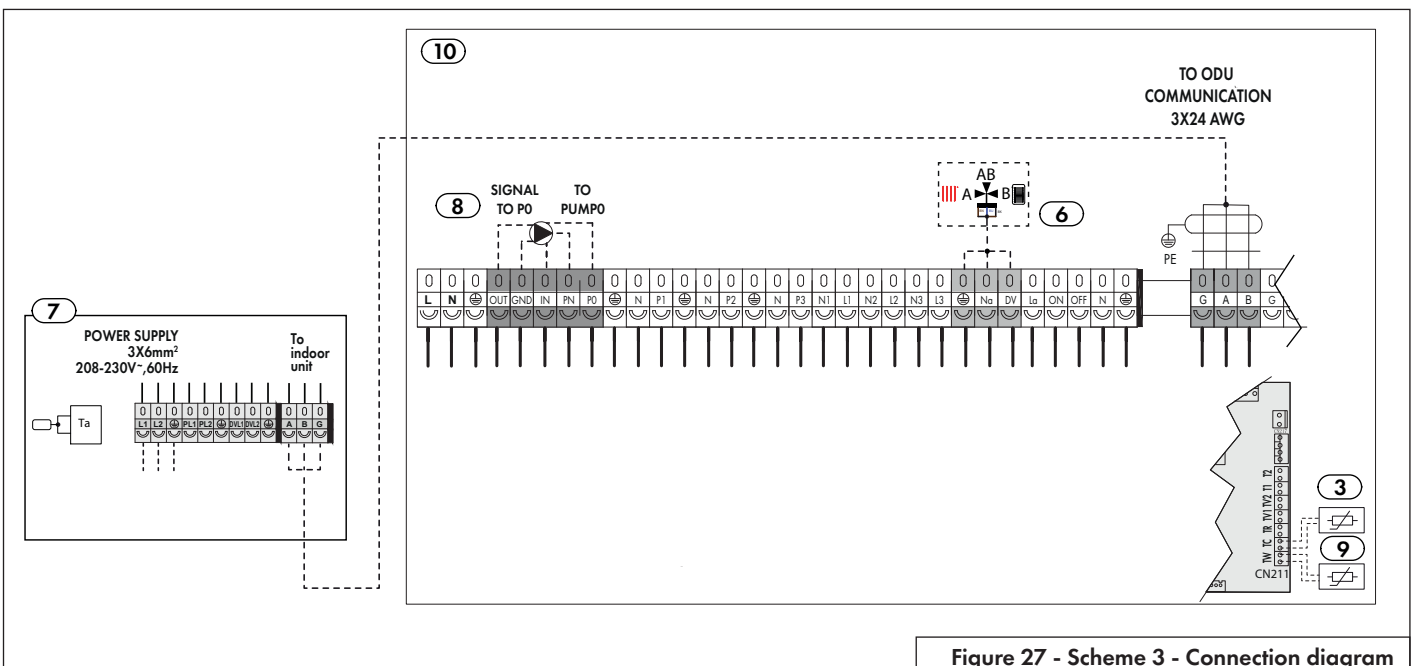 10
TO ODU
COMMUNICATION
3X24 AWG
8
SIGNAL
TO P0
TO
PUMP0
AB
A B
6
PE
0 0 0 0 0 0 0 0 0 0 0 0 0 0 0 0 0 0 0 0 0 0 0 0 0 0 0 0 0 0 0 0 0 0 0
L N OUT GND IN PN P0 N P1 N P2 N P3 N1 L1 N2 L2 N3 L3 Na DV La ON OFF N G A B G
7
POWER SUPPLY
3X6mm²
208-230V~,60Hz
To
indoor
unit
Ta
0 0 0 0 0 0 0 0 0 0 0 0
L1 L2 PL1 PL2 DVL1 DVL2 A B G
TW TC TR TV1 TV2 T1 T2
CN211
3
9
Figure 27 - Scheme 3 - Connection diagram